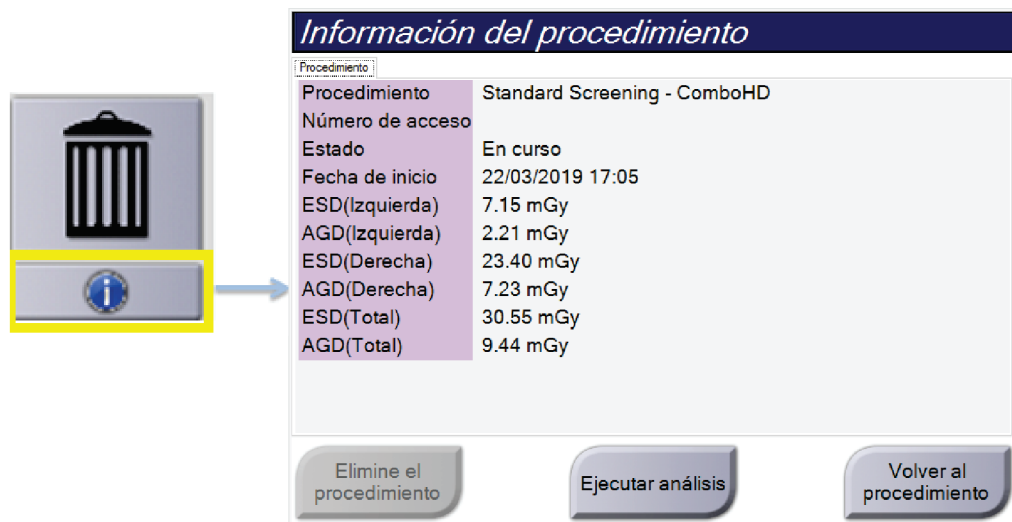 Información del procedimiento
Procedimiento
Procedimiento Standard Screening - ComboHD
Número de acceso
Estado En curso
Fecha de inicio 22/03/2019 17:05
ESD(Izquierda) 7.15 mGy
AGD(Izquierda) 2.21 mGy
ESD(Derecha) 23.40 mGy
AGD(Derecha) 7.23 mGy
ESD(Total) 30.55 mGy
AGD(Total) 9.44 mGy
Elimine el
procedimiento
Ejecutar análisis
Volver al
procedimiento